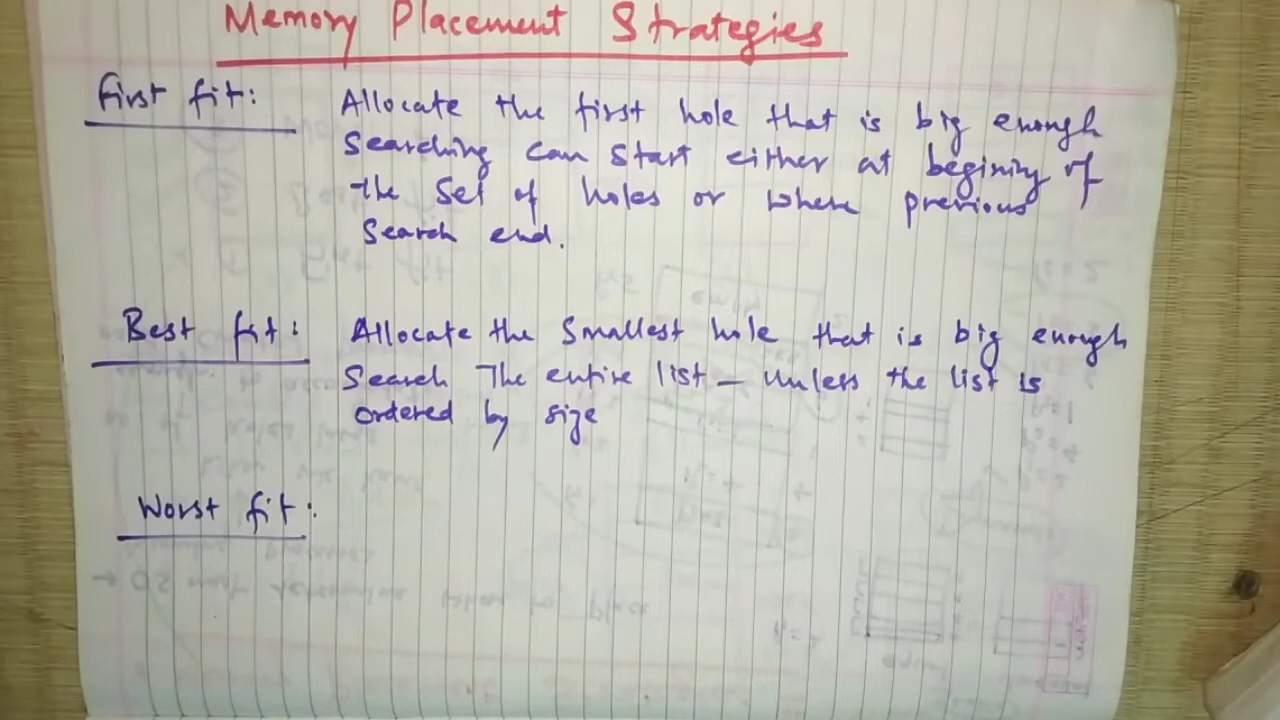 Memory Placement Strategies
First fit: Allocate the first hole that is big enough
Searching can start either at begining of
the set of holes or where previous
Search end.
Best fit: Allocate the smallest hole that is big enough
Search The entire list - unless the list is
ordered by size
Worst fit: